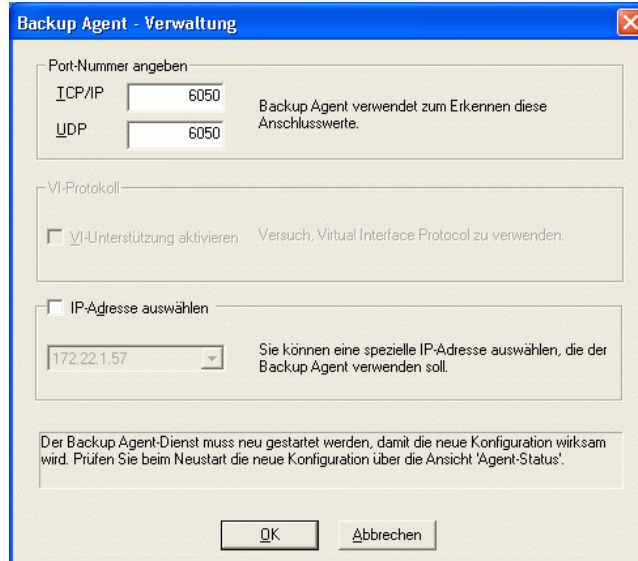 Backup Agent - Verwaltung
Port-Nummer angeben
TCP/IP 6050
UDP 6050
Backup Agent verwendet zum Erkennen diese
Anschlusswerte.
VI-Protokoll
VI-Unterstützung aktivieren Versuch, Virtual Interface Protocol zu verwenden.
IP-Adresse auswählen
172.22.1.57
Sie können eine spezielle IP-Adresse auswählen, die der
Backup Agent verwenden soll.
Der Backup Agent-Dienst muss neu gestartet werden, damit die neue Konfiguration wirksam
wird. Prüfen Sie beim Neustart die neue Konfiguration über die Ansicht 'Agent-Status'.
OK Abbrechen